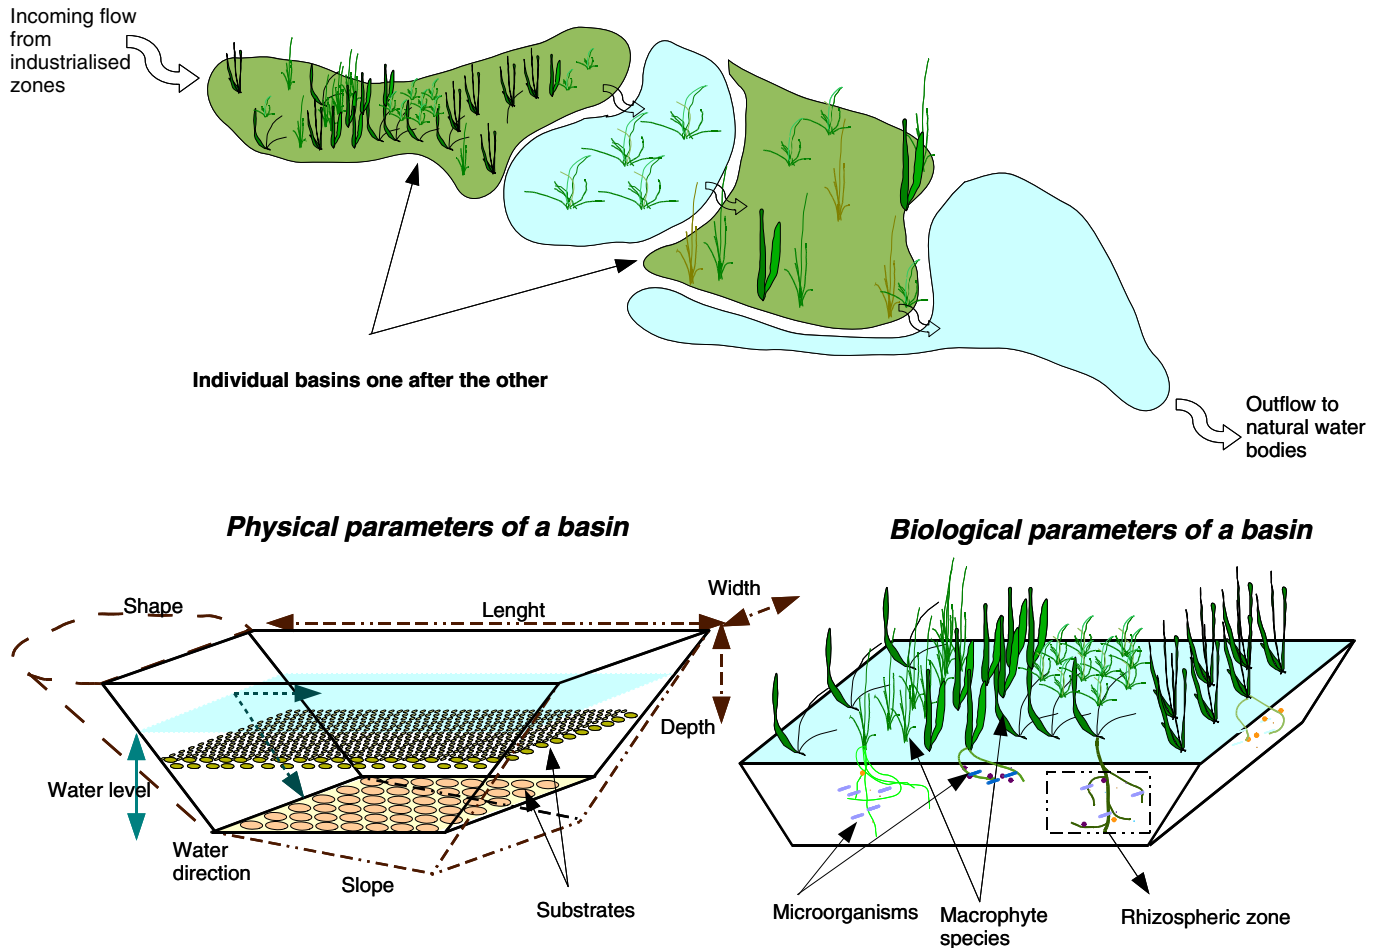 Incoming flow
from
industrialised
zones
Individual basins one after the other
Outflow to
natural water
bodies
Physical parameters of a basin
Biological parameters of a basin
Shape
Lenght
Width
Depth
Water level
Water
direction
Slope
Substrates
Microorganisms
Macrophyte
species
Rhizospheric zone